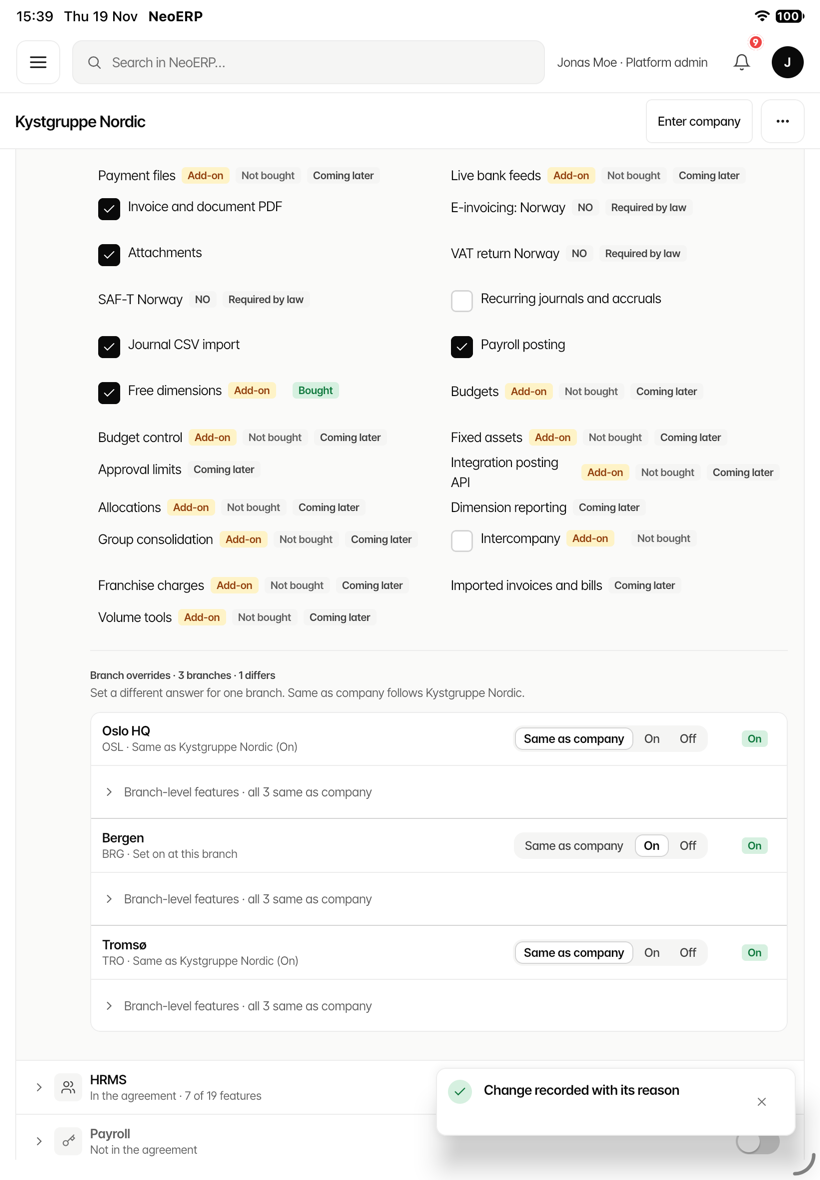 15:39 Thu 19 Nov NeoERP 100
Search in NeoERP... Jonas Moe · Platform admin 9 J
Kystgruppe Nordic Enter company ···
Payment files Add-on Not bought Coming later Live bank feeds Add-on Not bought Coming later
Invoice and document PDF E-invoicing: Norway NO Required by law
Attachments VAT return Norway NO Required by law
SAF-T Norway NO Required by law Recurring journals and accruals
Journal CSV import Payroll posting
Free dimensions Add-on Bought Budgets Add-on Not bought Coming later
Budget control Add-on Not bought Coming later Fixed assets Add-on Not bought Coming later
Approval limits Coming later Integration posting API Add-on Not bought Coming later
Allocations Add-on Not bought Coming later Dimension reporting Coming later
Group consolidation Add-on Not bought Coming later Intercompany Add-on Not bought
Franchise charges Add-on Not bought Coming later Imported invoices and bills Coming later
Volume tools Add-on Not bought Coming later
Branch overrides · 3 branches · 1 differs
Set a different answer for one branch. Same as company follows Kystgruppe Nordic.
Oslo HQ
OSL · Same as Kystgruppe Nordic (On) Same as company On Off On
Branch-level features · all 3 same as company
Bergen
BRG · Set on at this branch Same as company On Off On
Branch-level features · all 3 same as company
Tromsø
TRO · Same as Kystgruppe Nordic (On) Same as company On Off On
Branch-level features · all 3 same as company
HRMS
In the agreement · 7 of 19 features
Change recorded with its reason
Payroll
Not in the agreement